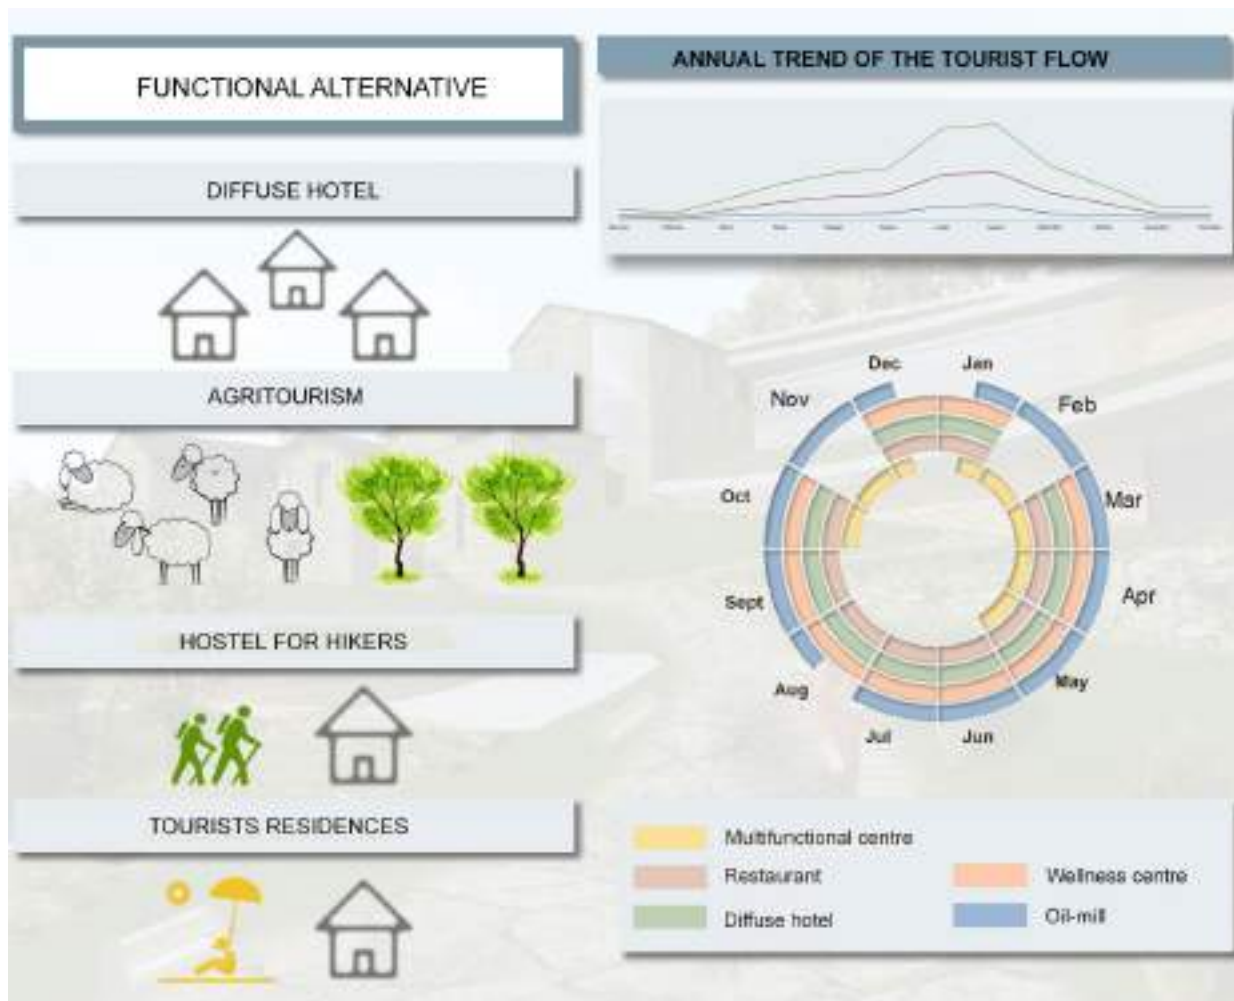 FUNCTIONAL ALTERNATIVE
DIFFUSE HOTEL
AGRITOURISM
HOSTEL FOR HIKERS
TOURISTS RESIDENCES
ANNUAL TREND OF THE TOURIST FLOW
Dec
Jan
Nov
Feb
Oct
Mar
Sept
Apr
Aug
May
Jul
Jun
Multifunctional centre
Restaurant
Wellness centre
Diffuse hotel
Oil-mill